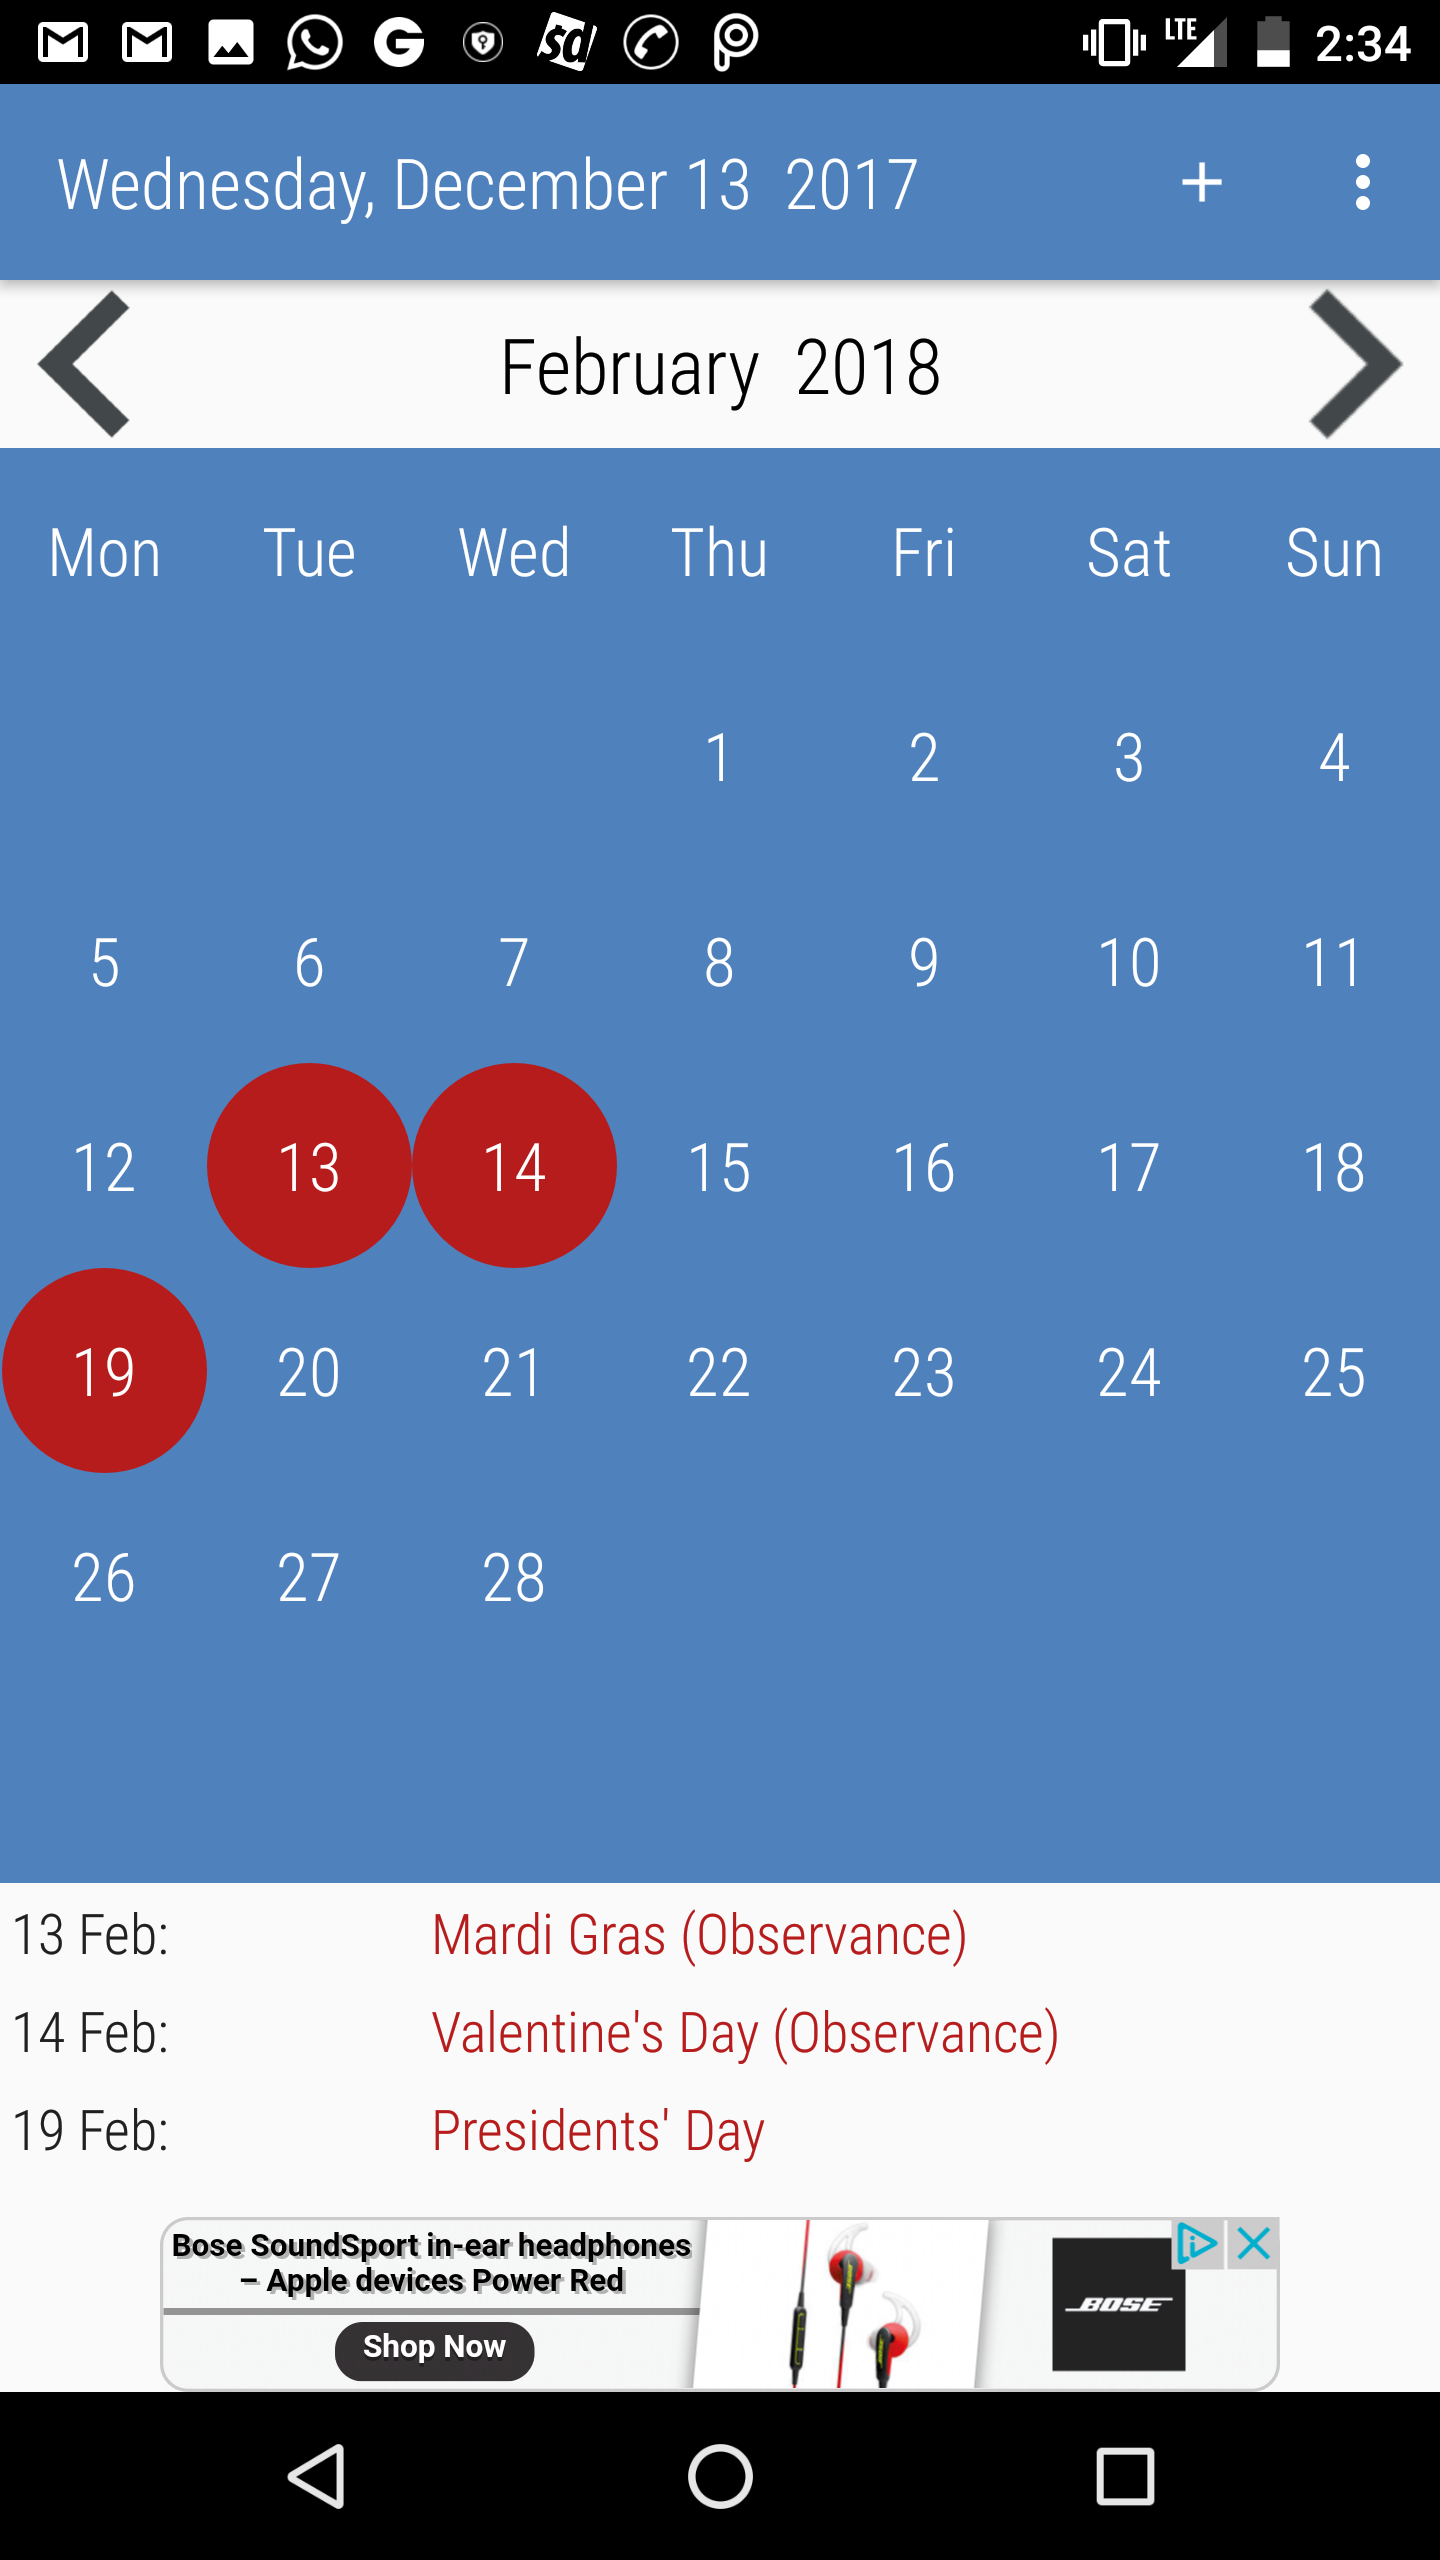 LTE 2:34
Wednesday, December 13 2017 +
February 2018
Mon Tue Wed Thu Fri Sat Sun
1 2 3 4
5 6 7 8 9 10 11
12 13 14 15 16 17 18
19 20 21 22 23 24 25
26 27 28
13 Feb: Mardi Gras (Observance)
14 Feb: Valentine's Day (Observance)
19 Feb: Presidents' Day
Bose SoundSport in-ear headphones
– Apple devices Power Red
Shop Now
BOSE